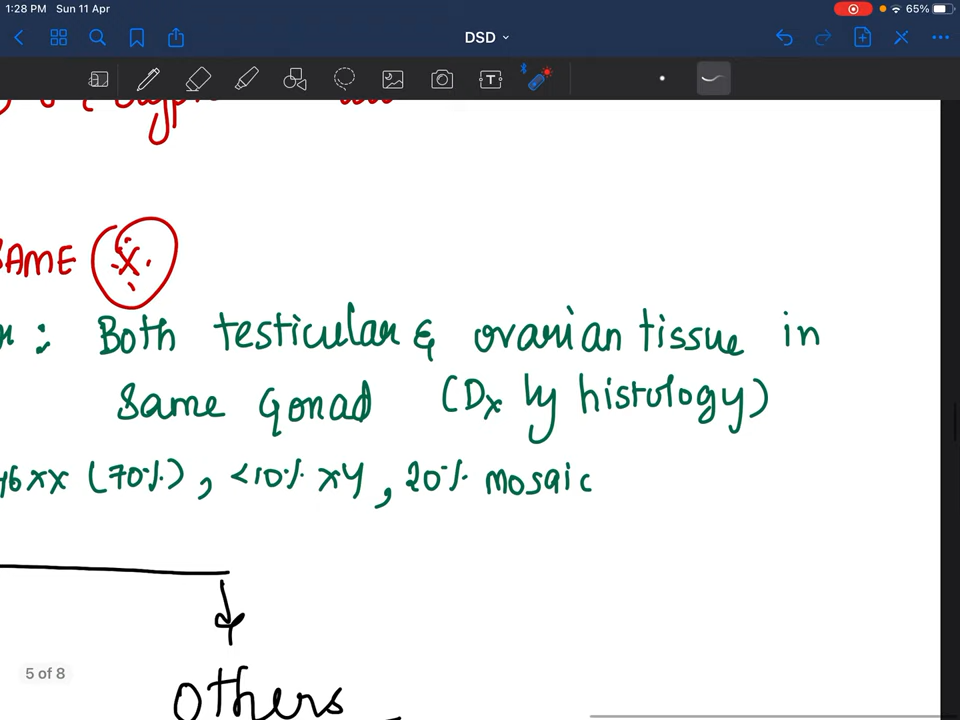 1:28 PM Sun 11 Apr
65%
DSD
T
SAME X
: Both testicular & ovarian tissue in
Same Gonad (Dx by histology)
46XX (70%), <10% XY, 20% mosaic
5 of 8
Others